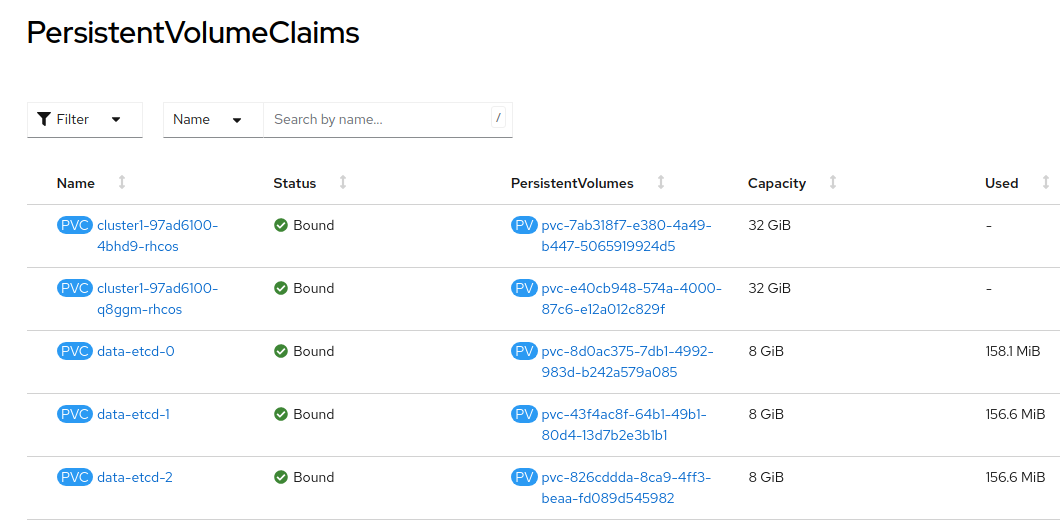 PersistentVolumeClaims
Filter Name Search by name... /
Name Status PersistentVolumes Capacity Used
PVC cluster1-97ad6100- Bound PV pvc-7ab318f7-e380-4a49- 32 GiB -
4bhd9-rhcos b447-5065919924d5
PVC cluster1-97ad6100- Bound PV pvc-e40cb948-574a-4000- 32 GiB -
q8ggm-rhcos 87c6-e12a012c829f
PVC data-etcd-0 Bound PV pvc-8d0ac375-7db1-4992- 8 GiB 158.1 MiB
983d-b242a579a085
PVC data-etcd-1 Bound PV pvc-43f4ac8f-64b1-49b1- 8 GiB 156.6 MiB
80d4-13d7b2e3b1b1
PVC data-etcd-2 Bound PV pvc-826cddda-8ca9-4ff3- 8 GiB 156.6 MiB
beaa-fd089d545982